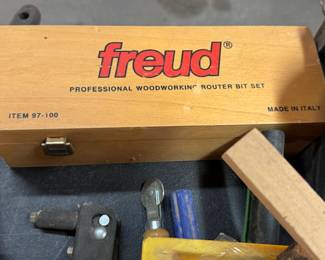 freud®
PROFESSIONAL WOODWORKING ROUTER BIT SET
ITEM 97-100
MADE IN ITALY